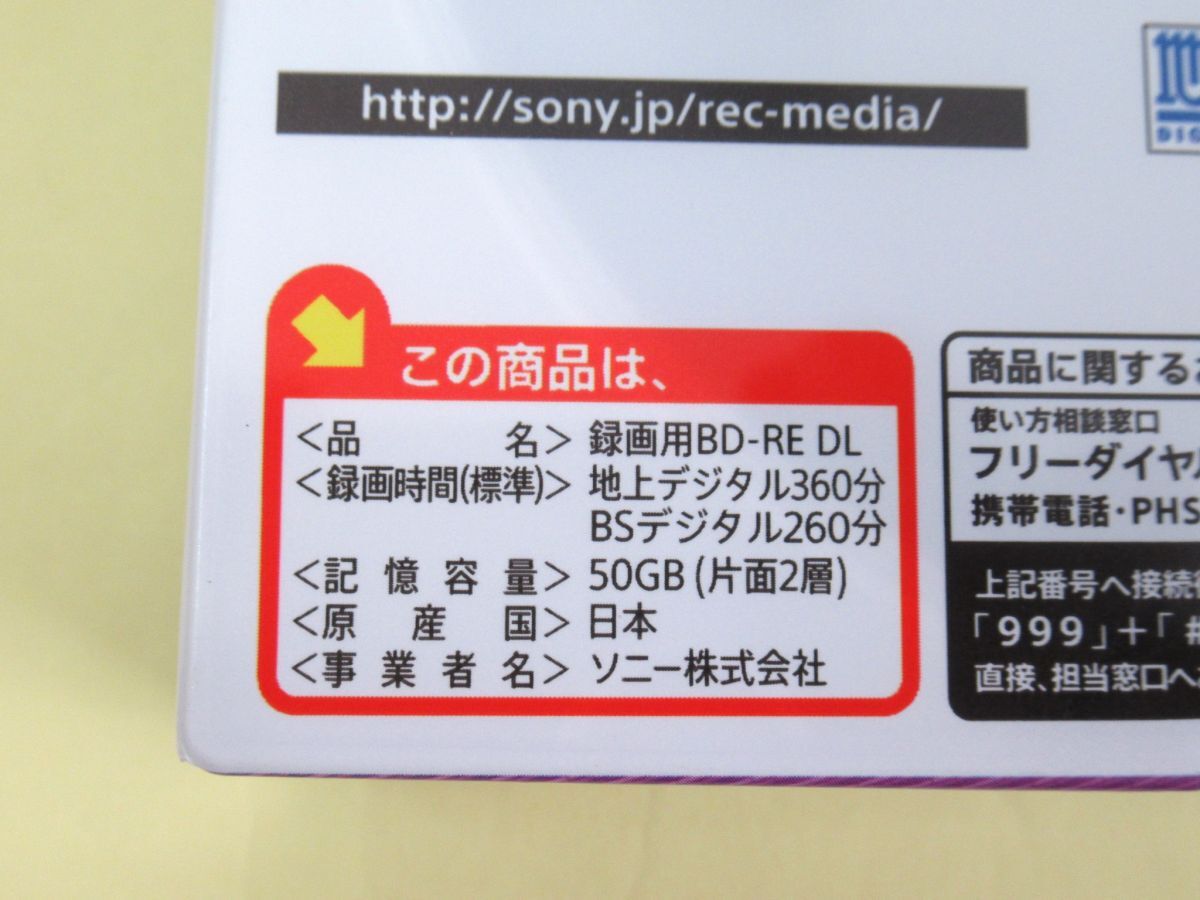 http://sony.jp/rec-media/
この商品は、
<品名> 録画用BD-RE DL
<録画時間(標準)> 地上デジタル360分
BSデジタル260分
<記憶容量> 50GB (片面2層)
<原産国> 日本
<事業者名> ソニー株式会社
商品に関するお
使い方相談窓口
フリーダイヤ
携帯電話・PHS
上記番号へ接続
「999」+「#
直接、担当窓口へ